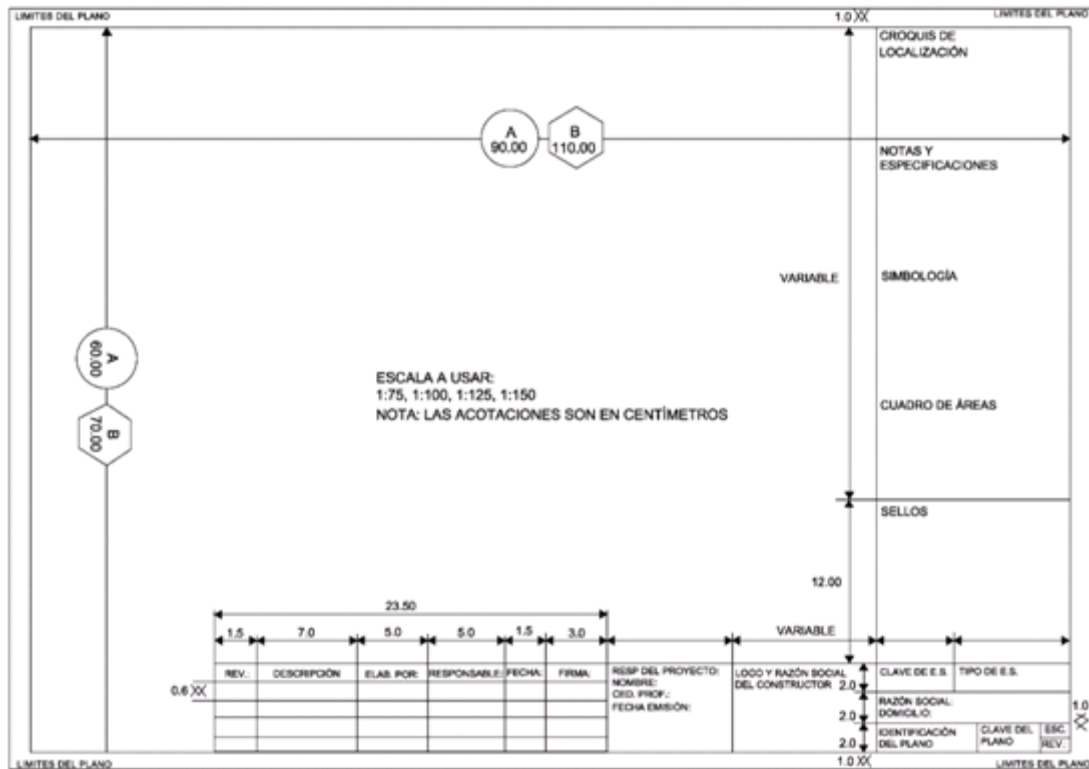 LIMITES DEL PLANO
1.0
LIMITES DEL PLANO
CROQUIS DE
LOCALIZACIÓN
A
90.00
B
110.00
NOTAS Y
ESPECIFICACIONES
VARIABLE
SIMBOLOGÍA
A
60.00
B
70.00
ESCALA A USAR:
1:75, 1:100, 1:125, 1:150
NOTA: LAS ACOTACIONES SON EN CENTÍMETROS
CUADRO DE ÁREAS
SELLOS
12.00
23.50
1.5 7.0 5.0 5.0 1.5 3.0
VARIABLE
REV.: DESCRIPCIÓN ELAB. POR: RESPONSABLE: FECHA: FIRMA:
0.6
RESP DEL PROYECTO:
NOMBRE:
CED. PROF.:
FECHA EMISIÓN:
LOGO Y RAZÓN SOCIAL
DEL CONSTRUCTOR
2.0
CLAVE DE E.S. TIPO DE E.S.
2.0
RAZÓN SOCIAL:
DOMICILIO:
1.0
2.0
IDENTIFICACIÓN
DEL PLANO
CLAVE DEL
PLANO
ESC.
REV.:
LIMITES DEL PLANO
1.0
LIMITES DEL PLANO